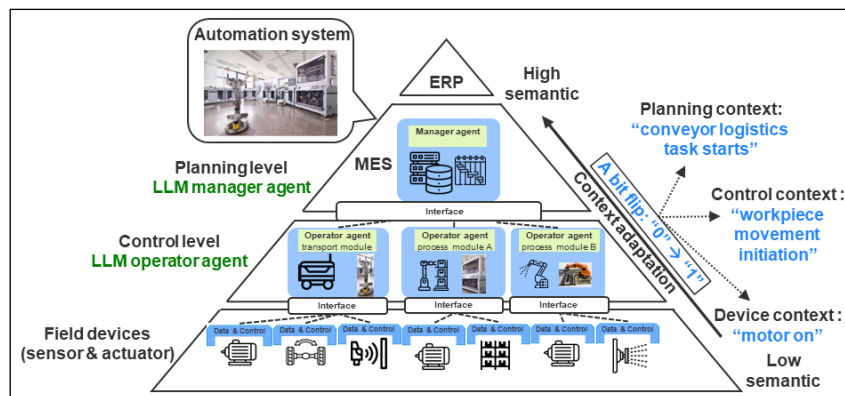 Automation system
ERP
High
semantic
Planning context:
“conveyor logistics
task starts”
Manager agent
MES
Planning level
LLM manager agent
Interface
A bit flip: “0” → “1”
Context adaptation
Control context :
“workpiece
movement
initiation”
Control level
LLM operator agent
Operator agent
transport module
Operator agent
process module A
Operator agent
process module B
Interface
Interface
Interface
Device context :
“motor on”
Field devices
(sensor & actuator)
Data & Control
Data & Control
Data & Control
Data & Control
Data & Control
Data & Control
Data & Control
Low
semantic